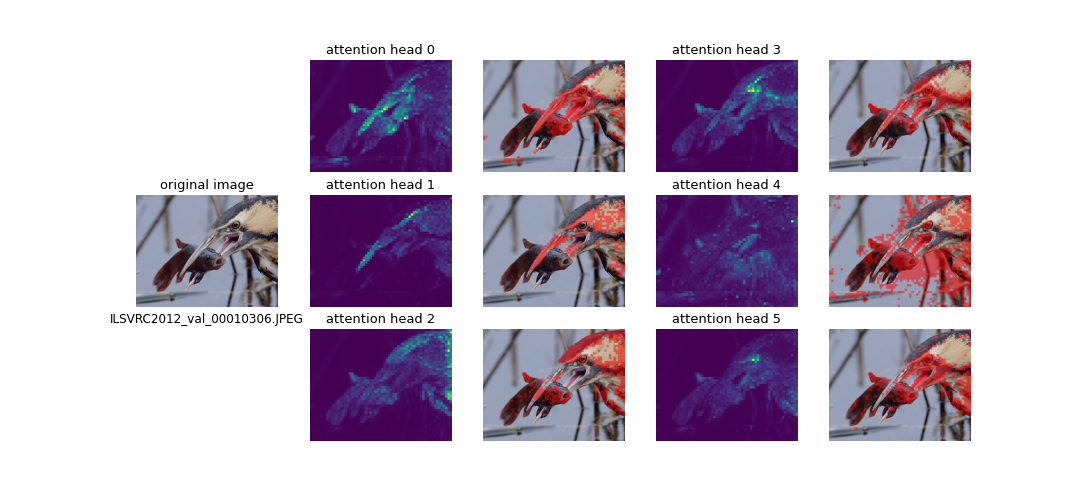 attention head 0
attention head 3
original image
attention head 1
attention head 4
ILSVRC2012_val_00010306.JPEG
attention head 2
attention head 5